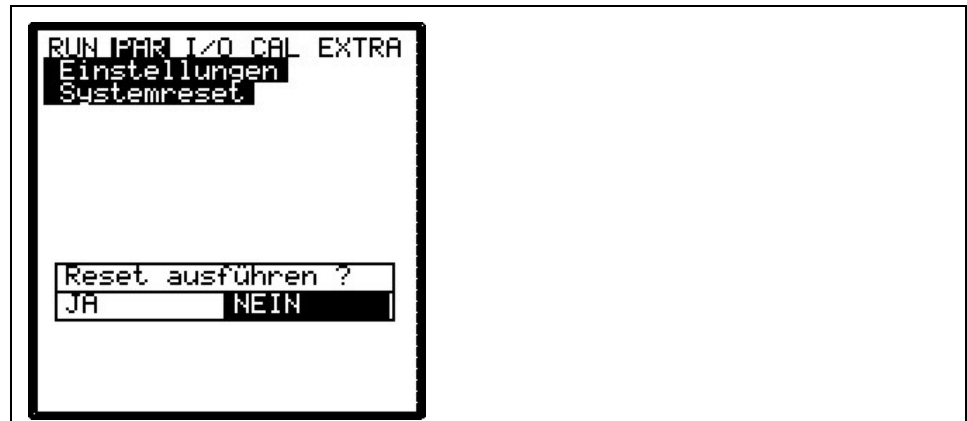 RUN PAR I/O CAL EXTRA
Einstellungen
Systemreset
Reset ausführen ?
JA NEIN